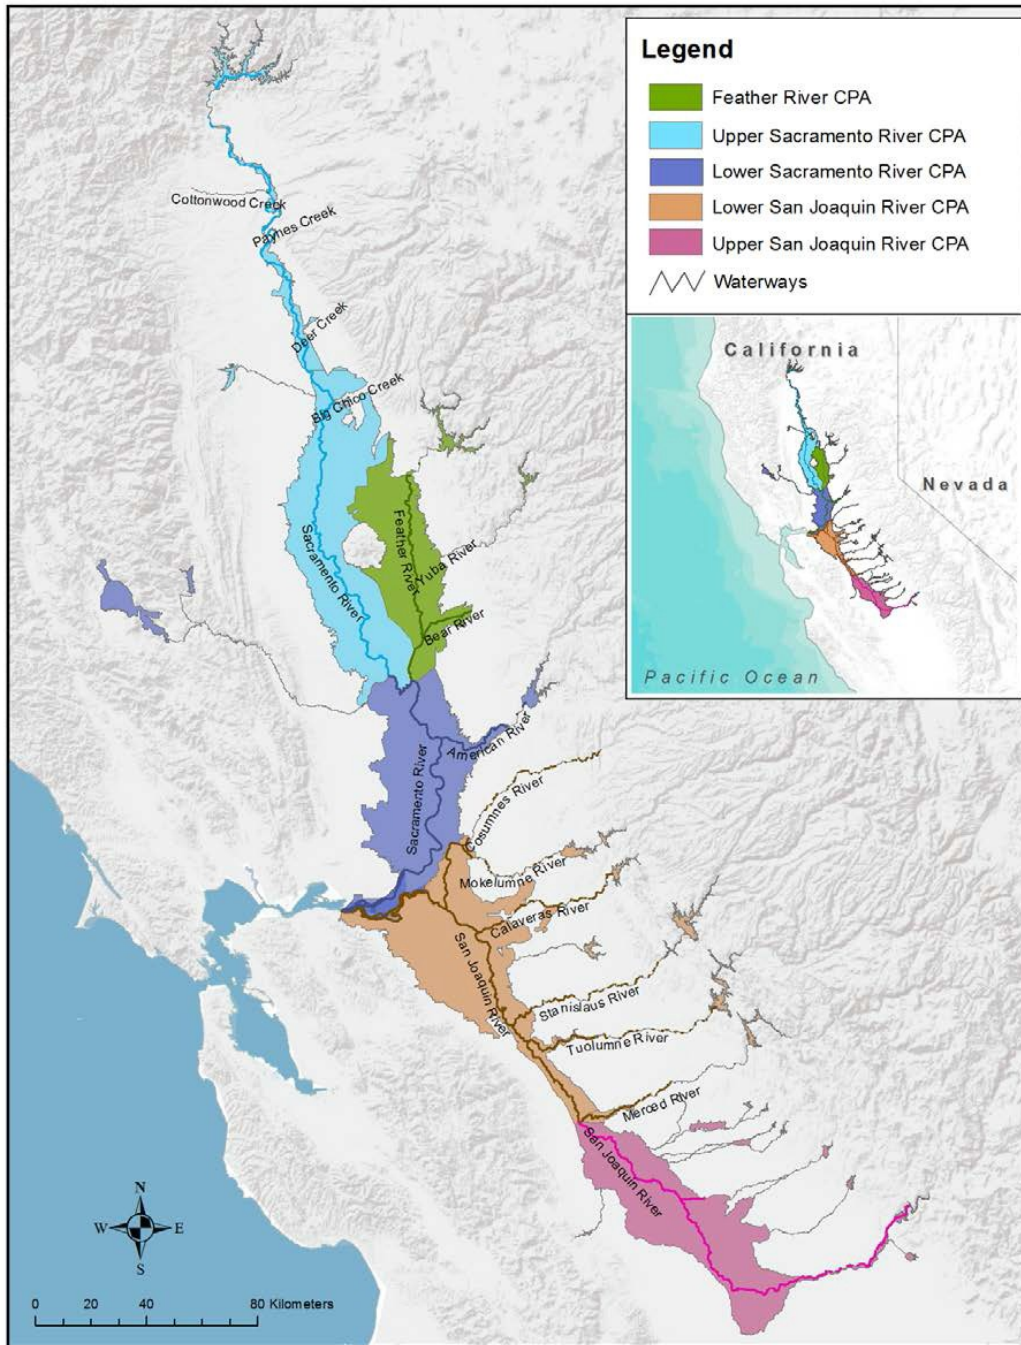 Legend
Feather River CPA
Upper Sacramento River CPA
Lower Sacramento River CPA
Lower San Joaquin River CPA
Upper San Joaquin River CPA
Waterways
California
Nevada
Pacific Ocean
Cottonwood Creek
Paynes Creek
Deer Creek
Big Chico Creek
Sacramento River
Feather River
Yuba River
Bear River
American River
Sacramento River
Cosumnes River
Mokelumne River
Calaveras River
San Joaquin River
Stanislaus River
Tuolumne River
Merced River
San Joaquin River
N
W
E
S
0 20 40 80 Kilometers